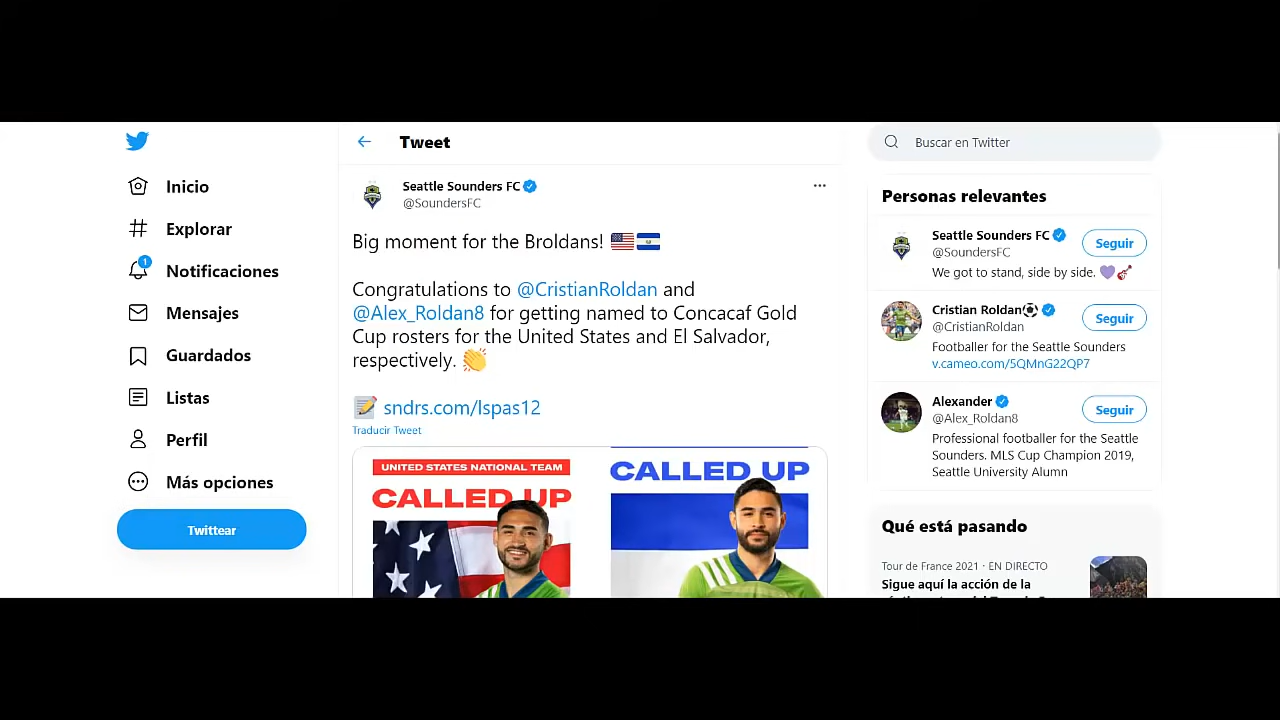 Inicio
Explorar
1
Notificaciones
Mensajes
Guardados
Listas
Perfil
Más opciones
Twittear
Tweet
Seattle Sounders FC
@SoundersFC
Big moment for the Broldans!
Congratulations to @CristianRoldan and
@Alex_Roldan8 for getting named to Concacaf Gold
Cup rosters for the United States and El Salvador,
respectively.
sndrs.com/lspas12
Traducir Tweet
UNITED STATES NATIONAL TEAM
CALLED UP
CALLED UP
Buscar en Twitter
Personas relevantes
Seattle Sounders FC
@SoundersFC
Seguir
We got to stand, side by side.
Cristian Roldan
@CristianRoldan
Seguir
Footballer for the Seattle Sounders
v.cameo.com/5QMnG22QP7
Alexander
@Alex_Roldan8
Seguir
Professional footballer for the Seattle
Sounders. MLS Cup Champion 2019,
Seattle University Alumn
Qué está pasando
Tour de France 2021 · EN DIRECTO
Sigue aquí la acción de la